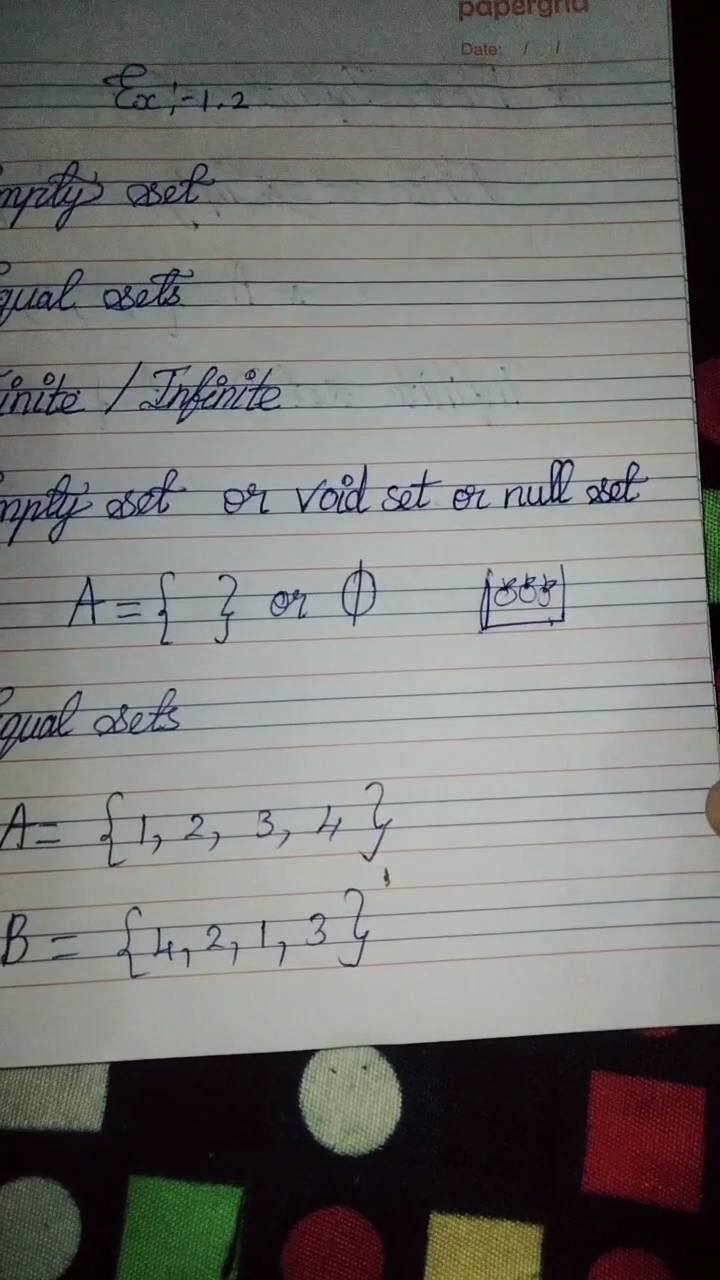 papergrid
Date: / /
Ex:-1.2
mpty set
qual sets
inite / Infinite
mpty set or void set or null set
A = { } or ϕ
qual sets
A = {1, 2, 3, 4}
B = {4, 2, 1, 3}